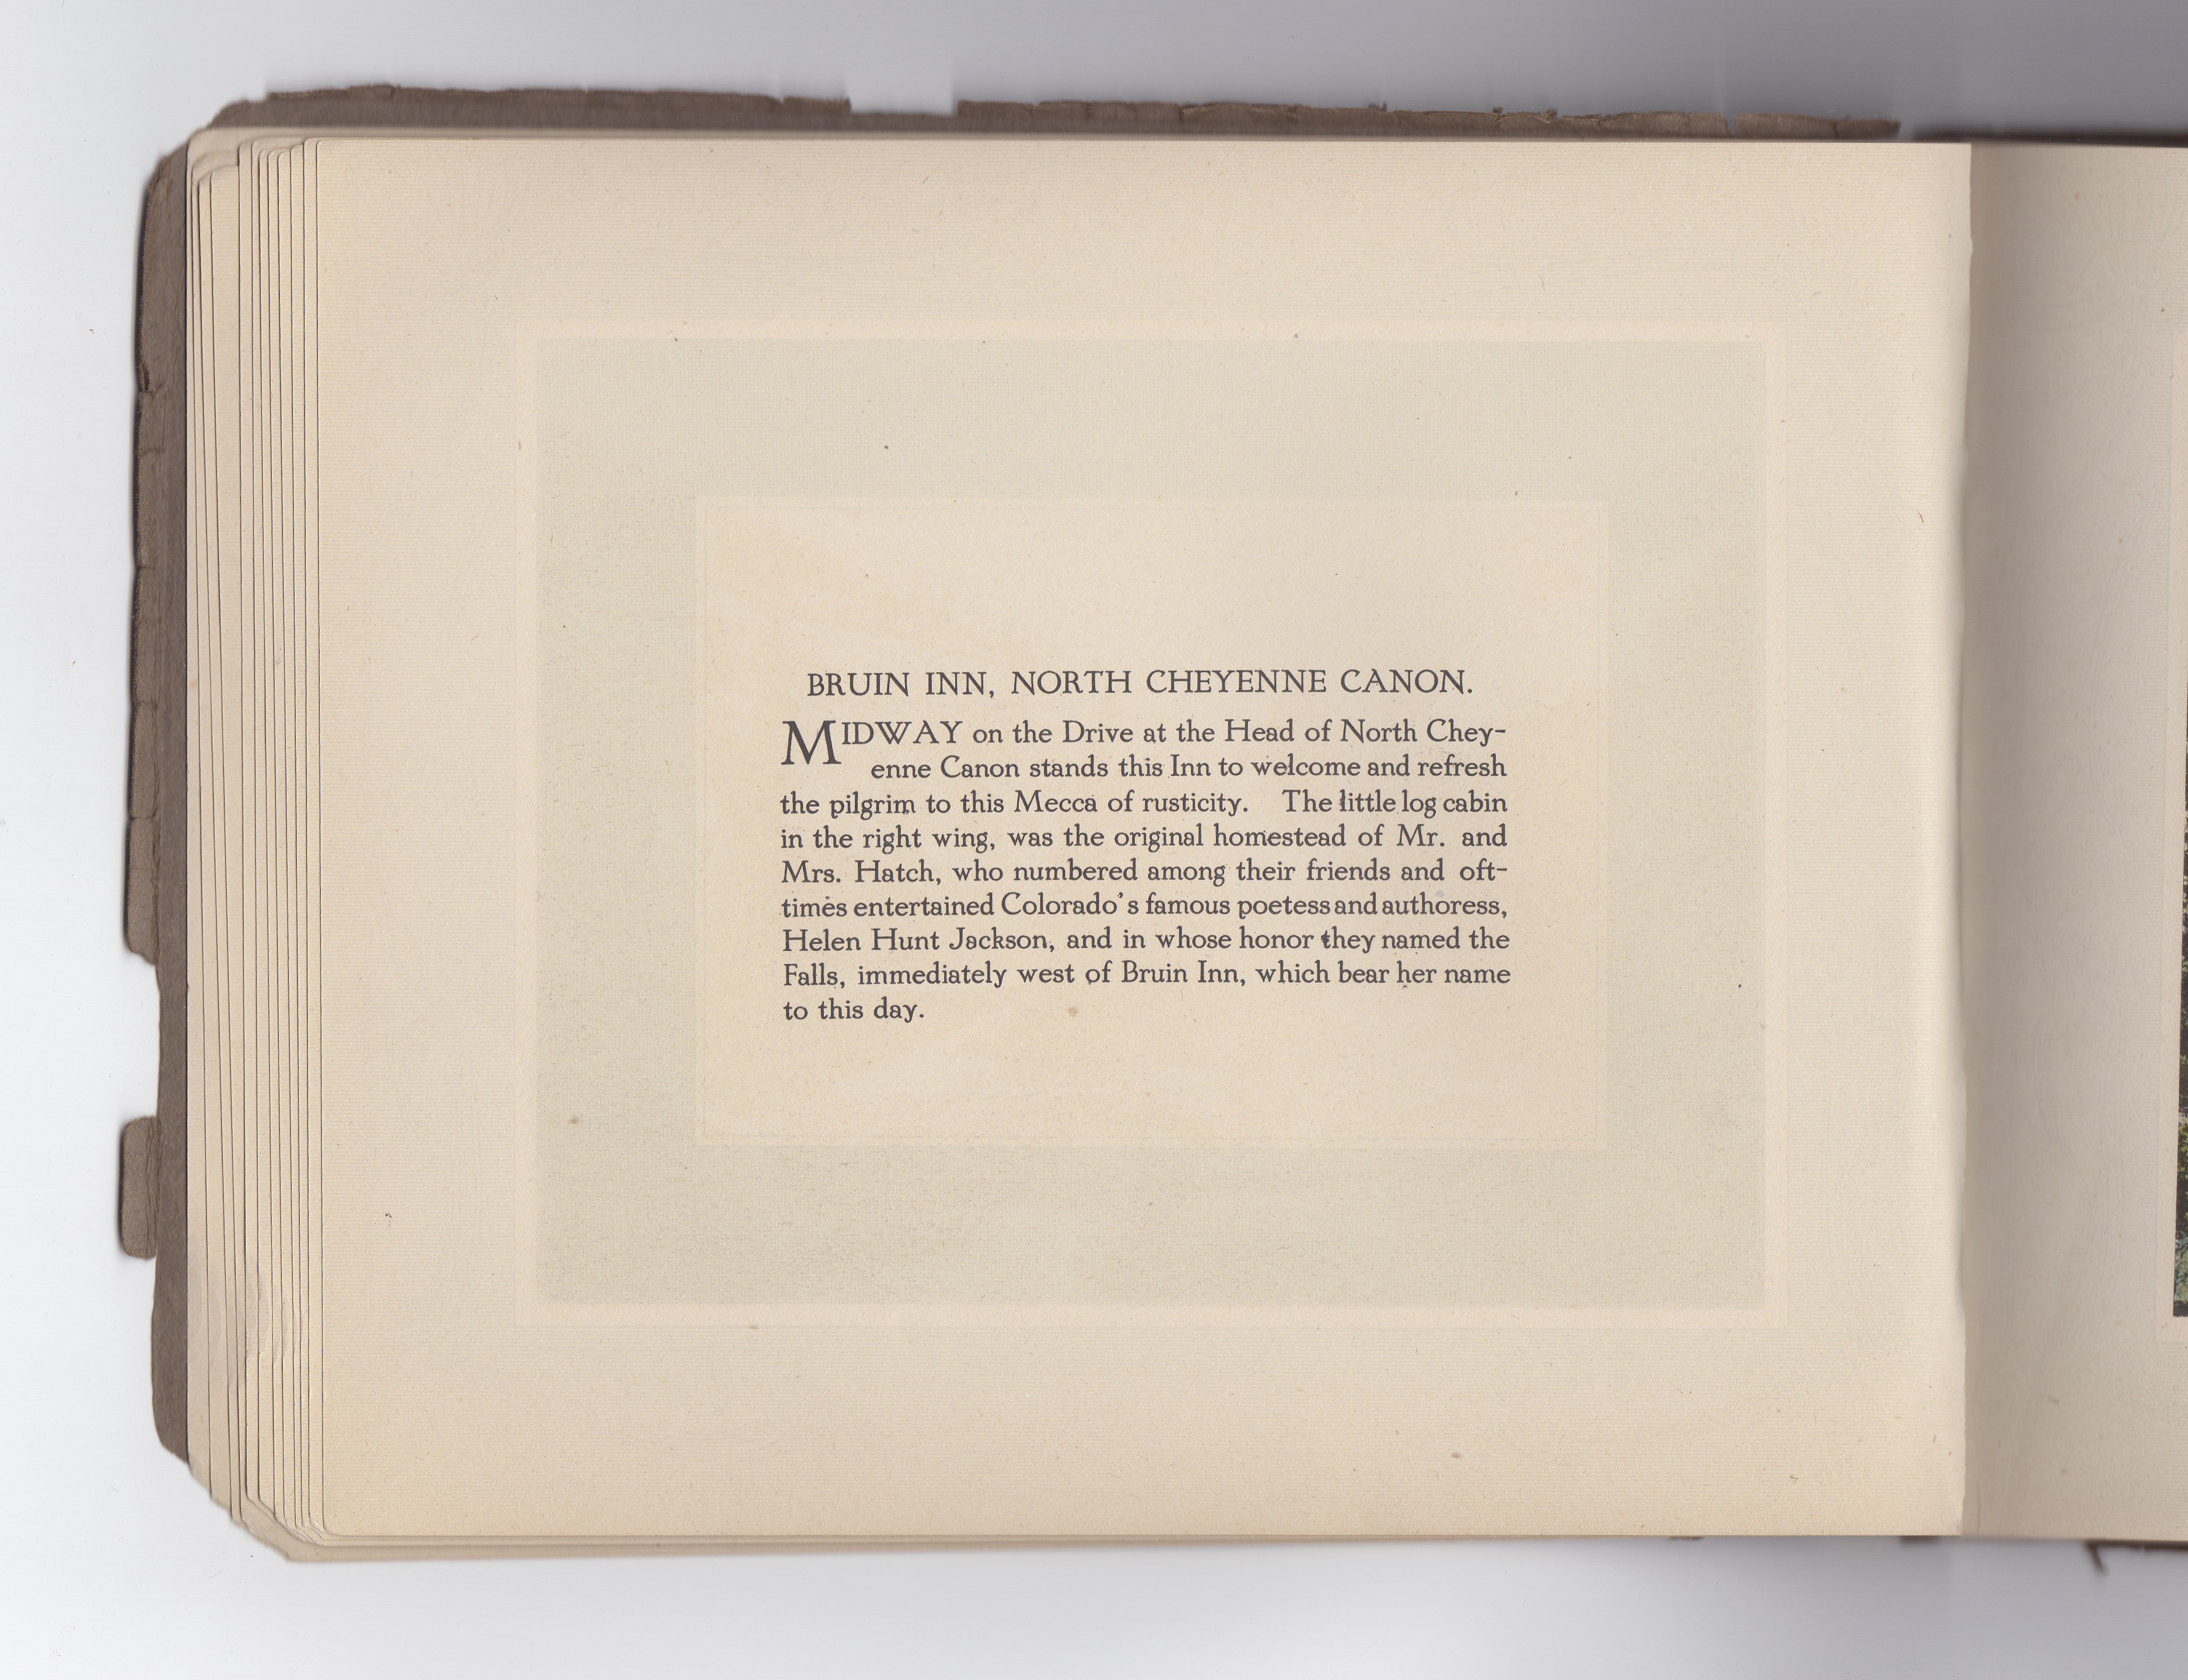 BRUIN INN, NORTH CHEYENNE CANON.
MIDWAY on the Drive at the Head of North Chey-
enne Canon stands this Inn to welcome and refresh
the pilgrim to this Mecca of rusticity. The little log cabin
in the right wing, was the original homestead of Mr. and
Mrs. Hatch, who numbered among their friends and oft-
times entertained Colorado's famous poetess and authoress,
Helen Hunt Jackson, and in whose honor they named the
Falls, immediately west of Bruin Inn, which bear her name
to this day.